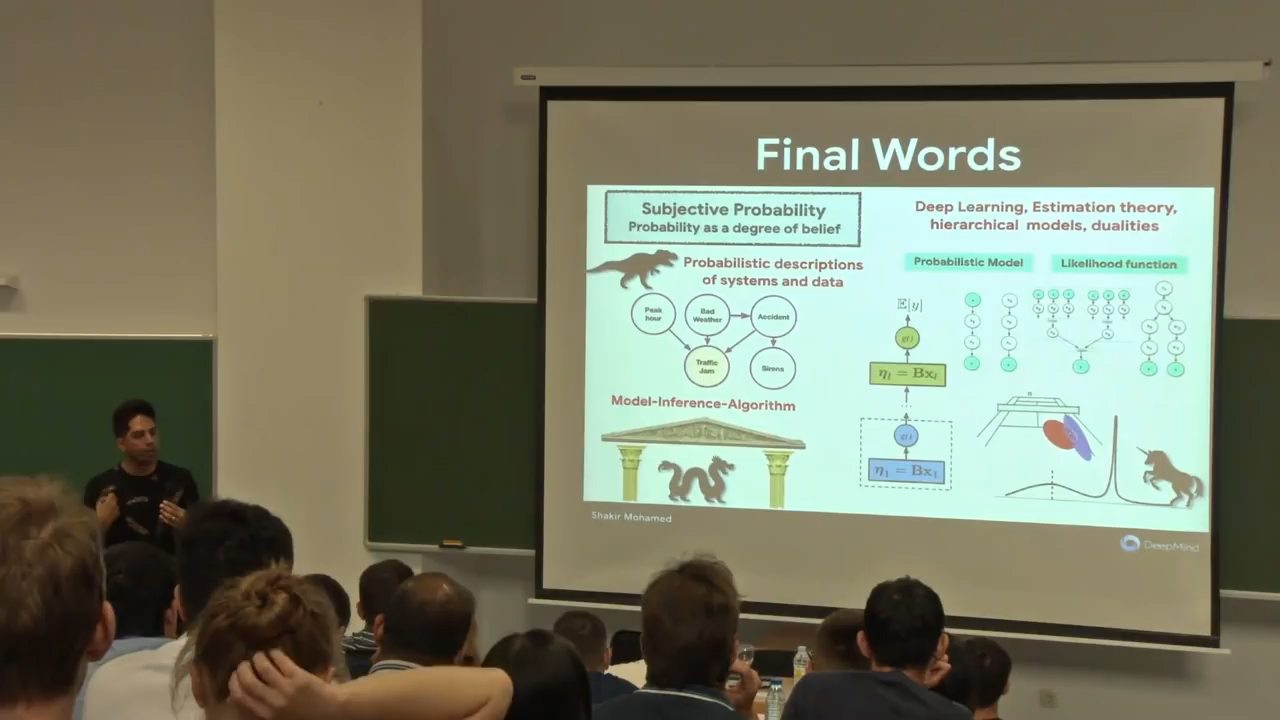 Final Words
Subjective Probability
Probability as a degree of belief
Probabilistic descriptions
of systems and data
Peak
hour
Bad
Weather
Accident
Traffic
Jam
Sirens
Model-Inference-Algorithm
Deep Learning, Estimation theory,
hierarchical models, dualities
Probabilistic Model
Likelihood function
𝔼[y]
g(.)
η_l = Bx_l
...
g(.)
η₁ = Bx₁
Shakir Mohamed
DeepMind